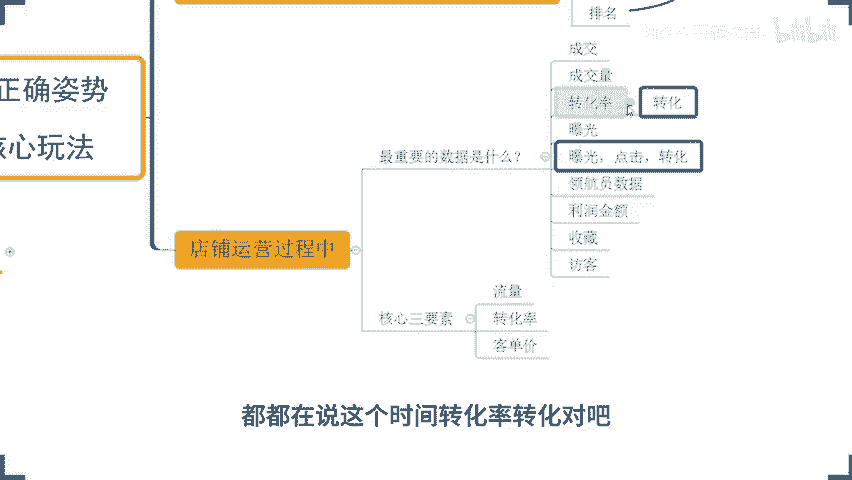 排名
bilibili
成交
正确姿势
核心玩法
成交量
转化率
转化
曝光
最重要的数据是什么?
曝光,点击,转化
领航员数据
利润金额
收藏
访客
店铺运营过程中
核心三要素
流量
转化率
客单价
都都在说这个时间转化率转化对吧